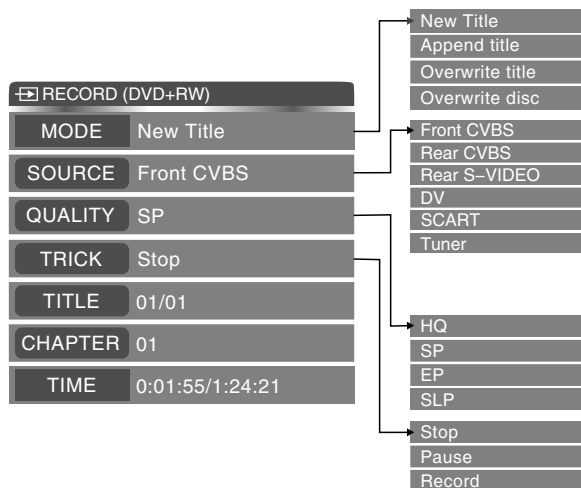 RECORD (DVD+RW)
MODE New Title
SOURCE Front CVBS
QUALITY SP
TRICK Stop
TITLE 01/01
CHAPTER 01
TIME 0:01:55/1:24:21
New Title
Append title
Overwrite title
Overwrite disc
Front CVBS
Rear CVBS
Rear S–VIDEO
DV
SCART
Tuner
HQ
SP
EP
SLP
Stop
Pause
Record